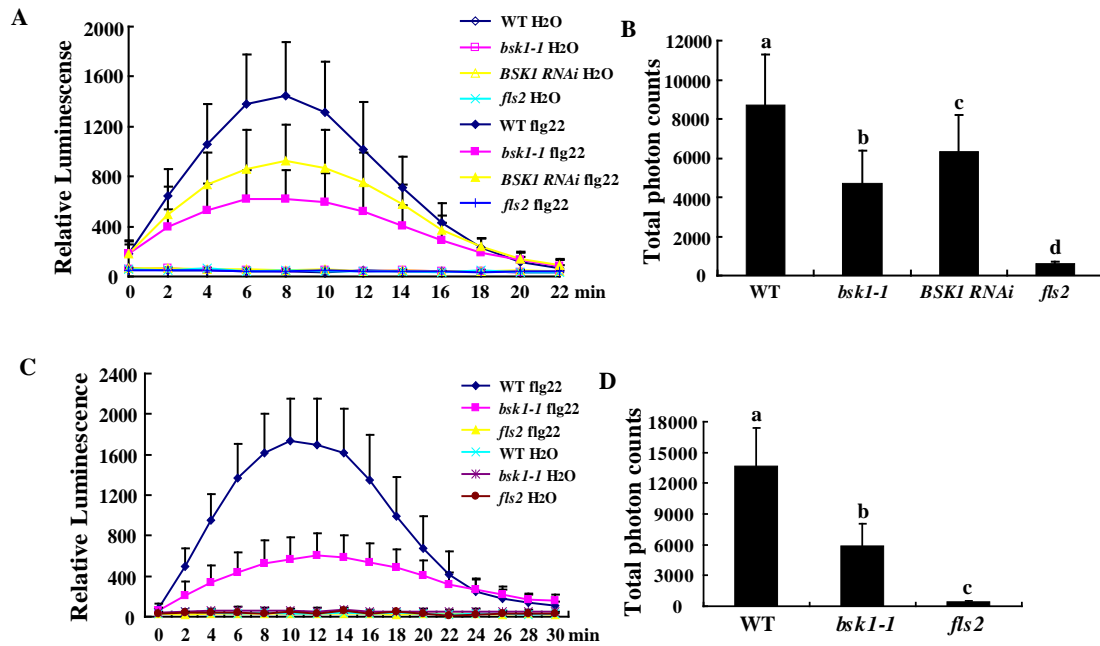 A
Relative Luminescense
2000
1600
1200
800
400
0
0 2 4 6 8 10 12 14 16 18 20 22 min
WT H2O
bsk1-1 H2O
BSK1 RNAi H2O
fls2 H2O
WT flg22
bsk1-1 flg22
BSK1 RNAi flg22
fls2 flg22
B
Total photon counts
12000
10000
8000
6000
4000
2000
0
a
b
c
d
WT bsk1-1 BSK1 RNAi fls2
C
Relative Luminescence
2400
2000
1600
1200
800
400
0
0 2 4 6 8 10 12 14 16 18 20 22 24 26 28 30 min
WT flg22
bsk1-1 flg22
fls2 flg22
WT H2O
bsk1-1 H2O
fls2 H2O
D
Total photon counts
18000
15000
12000
9000
6000
3000
0
a
b
c
WT bsk1-1 fls2